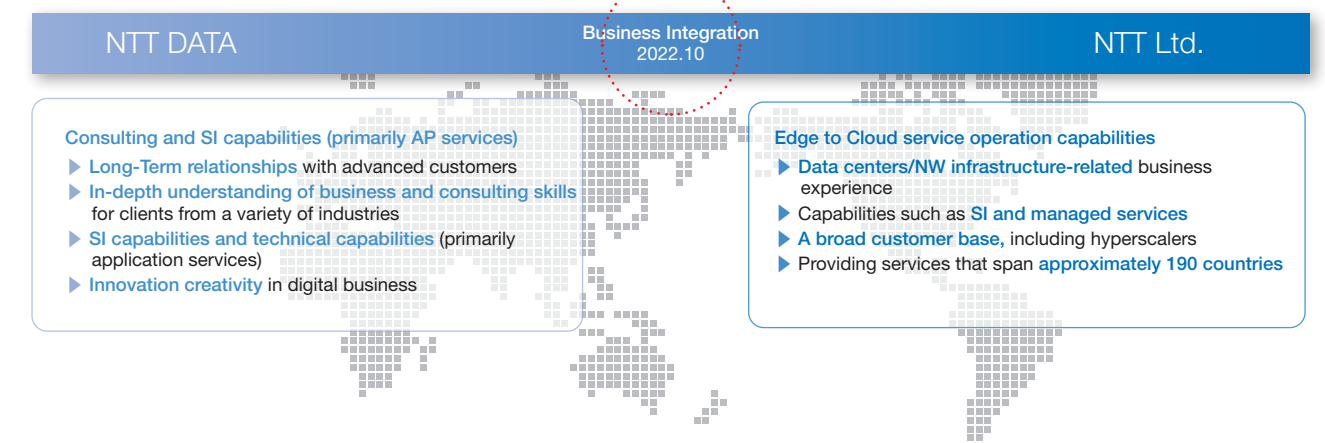 NTT DATA
Business Integration
2022.10
NTT Ltd.
Consulting and SI capabilities (primarily AP services)
Long-Term relationships with advanced customers
In-depth understanding of business and consulting skills
for clients from a variety of industries
SI capabilities and technical capabilities (primarily
application services)
Innovation creativity in digital business
Edge to Cloud service operation capabilities
Data centers/NW infrastructure-related business
experience
Capabilities such as SI and managed services
A broad customer base, including hyperscalers
Providing services that span approximately 190 countries